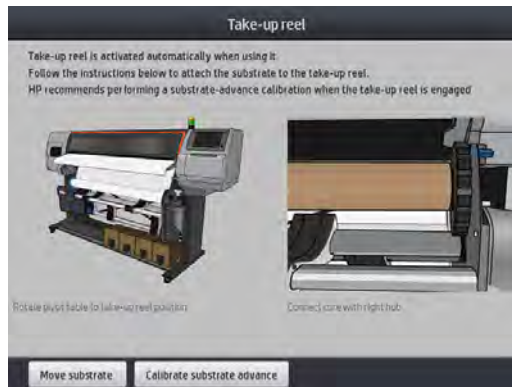 Take-up reel
Take-up reel is activated automatically when using it
Follow the instructions below to attach the substrate to the take-up reel.
HP recommends performing a substrate-advance calibration when the take-up reel is engaged
Rotate pivot table to take-up reel position
Connect core with right hub
Move substrate
Calibrate substrate advance